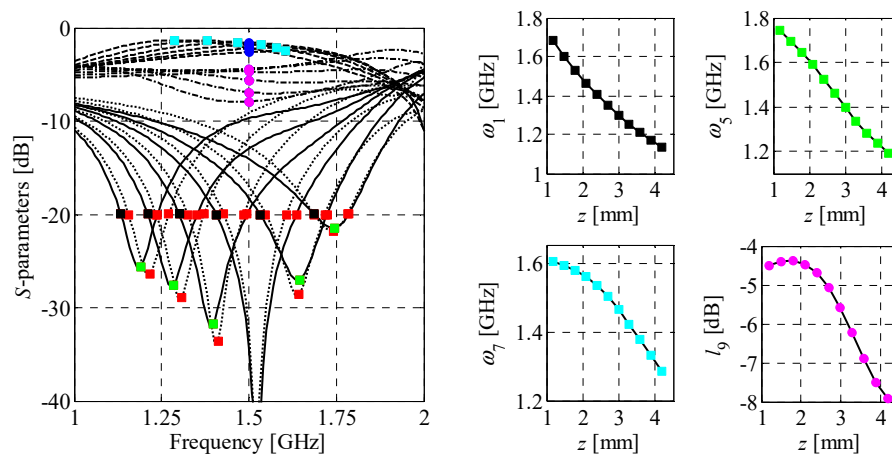 0
-10
-20
-30
-40
S-parameters [dB]
1 1.25 1.5 1.75 2
Frequency [GHz]
1.8
1.6
1.4
1.2
1
ω1 [GHz]
1 2 3 4
z [mm]
1.8
1.6
1.4
1.2
ω5 [GHz]
1 2 3 4
z [mm]
1.6
1.4
1.2
ω7 [GHz]
1 2 3 4
z [mm]
-4
-5
-6
-7
-8
l9 [dB]
1 2 3 4
z [mm]